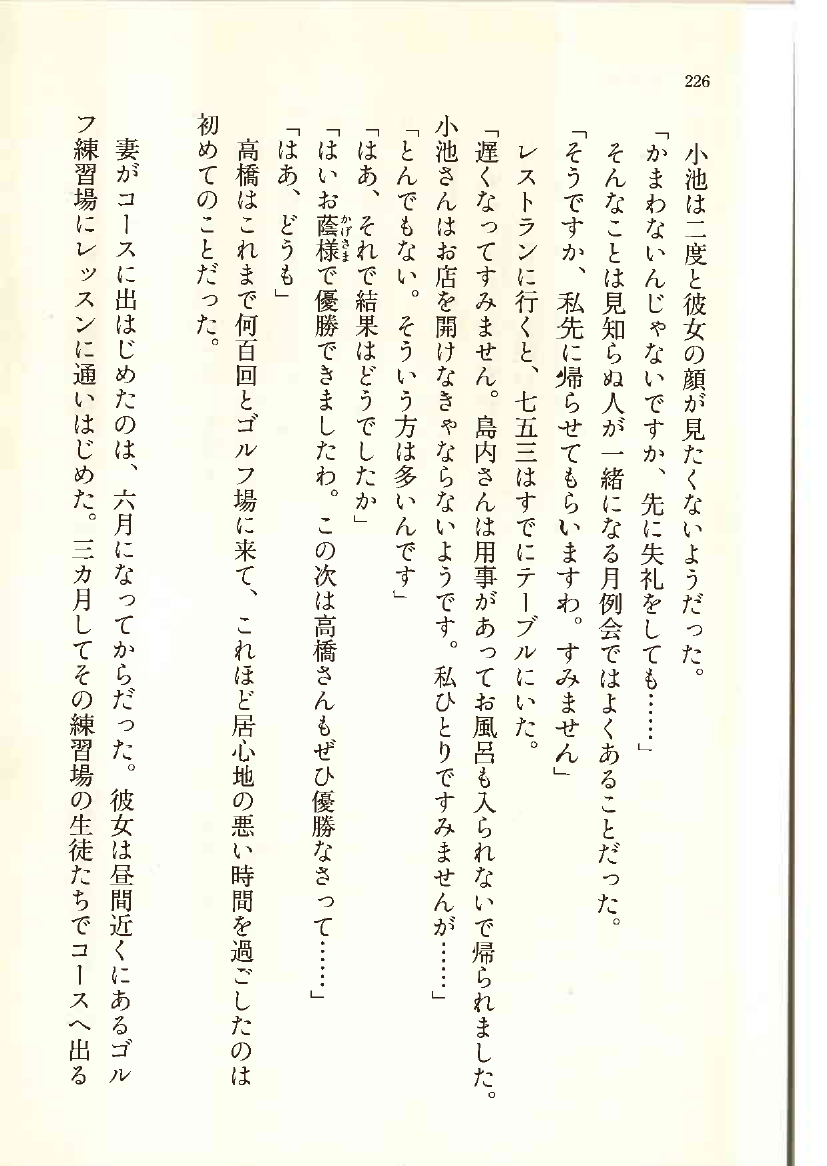 226
小池は二度と彼女の顔が見たくないようだった。
「かまわないんじゃないですか、先に失礼をしても……」
そんなことは見知らぬ人が一緒になる月例会ではよくあることだった。
「そうですか、私先に帰らせてもらいますわ。すみません」
レストランに行くと、七五三はすでにテーブルにいた。
「遅くなってすみません。島内さんは用事があってお風呂も入られないで帰られました。
小池さんはお店を開けなきゃならないようです。私ひとりですみませんが……」
「とんでもない。そういう方は多いんです」
「はあ、それで結果はどうでしたか」
「はいお蔭様かげさまで優勝できましたわ。この次は高橋さんもぜひ優勝なさって……」
「はあ、どうも」
高橋はこれまで何百回とゴルフ場に来て、これほど居心地の悪い時間を過ごしたのは
初めてのことだった。
妻がコースに出はじめたのは、六月になってからだった。彼女は昼間近くにあるゴル
フ練習場にレッスンに通いはじめた。三カ月してその練習場の生徒たちでコースへ出る